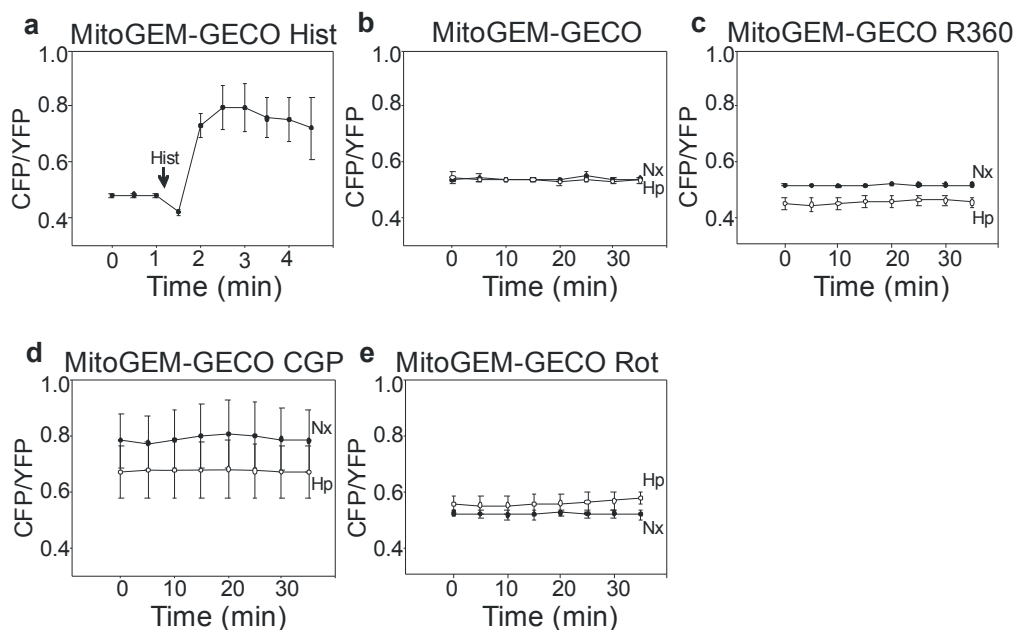 a MitoGEM-GECO Hist
1.0
0.8
0.6
0.4
CFP/YFP
Hist
0 1 2 3 4
Time (min)
b MitoGEM-GECO
1.0
0.8
0.6
0.4
CFP/YFP
Nx
Hp
0 10 20 30
Time (min)
c MitoGEM-GECO R360
1.0
0.8
0.6
0.4
CFP/YFP
Nx
Hp
0 10 20 30
Time (min)
d MitoGEM-GECO CGP
1.0
0.8
0.6
0.4
CFP/YFP
Nx
Hp
0 10 20 30
Time (min)
e MitoGEM-GECO Rot
1.0
0.8
0.6
0.4
CFP/YFP
Hp
Nx
0 10 20 30
Time (min)